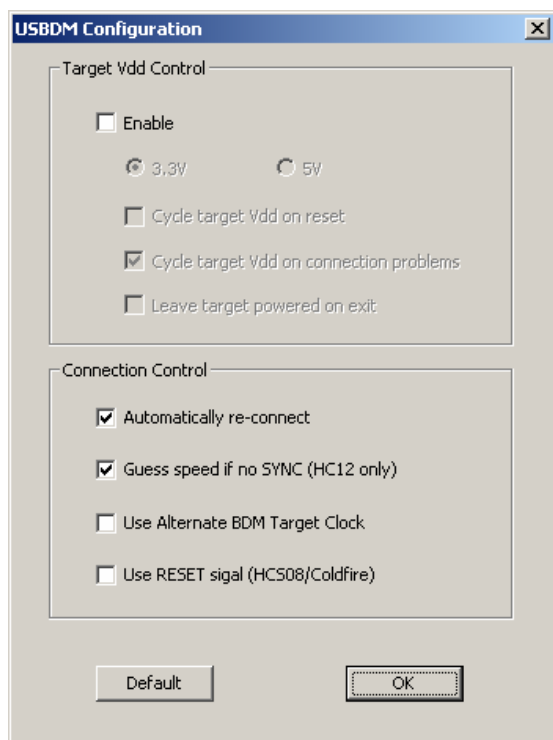 USBDM Configuration
Target Vdd Control
Enable
3.3V 5V
Cycle target Vdd on reset
Cycle target Vdd on connection problems
Leave target powered on exit
Connection Control
Automatically re-connect
Guess speed if no SYNC (HC12 only)
Use Alternate BDM Target Clock
Use RESET sigal (HCS08/Coldfire)
Default OK